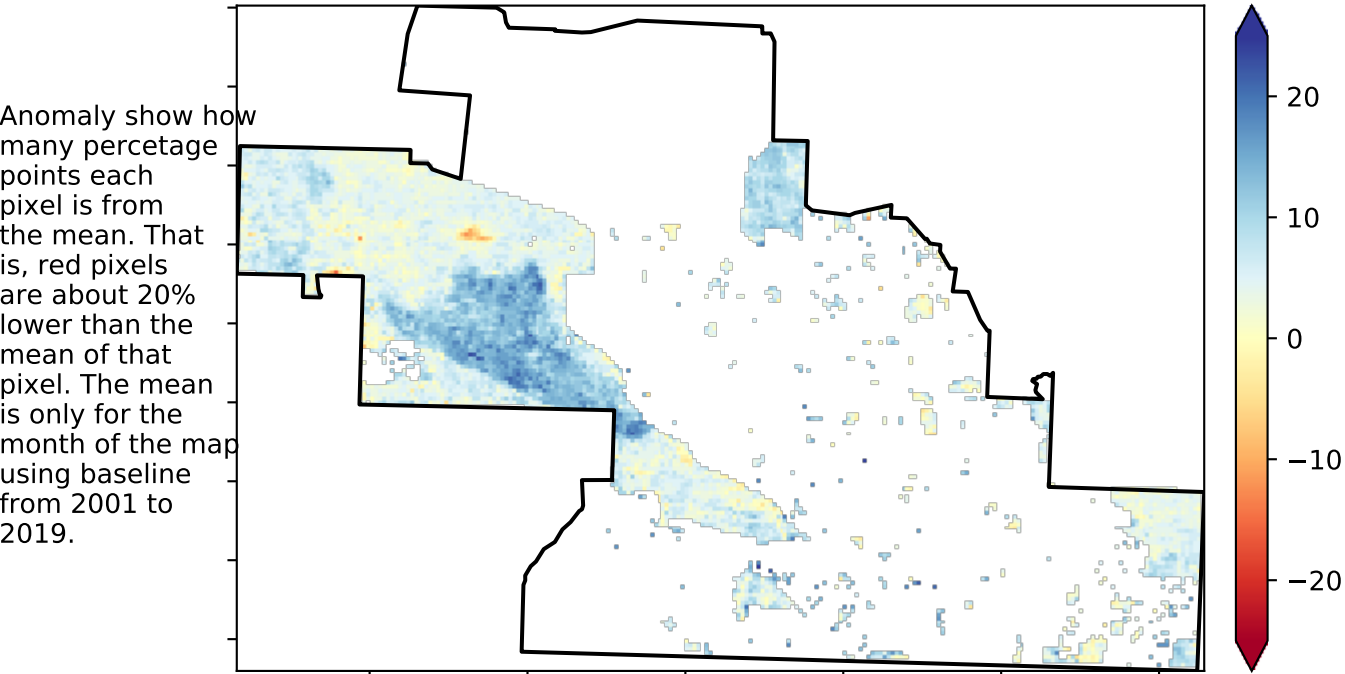 Anomaly show how
many percetage
points each
pixel is from
the mean. That
is, red pixels
are about 20%
lower than the
mean of that
pixel. The mean
is only for the
month of the map
using baseline
from 2001 to
2019.
20
10
0
−10
−20